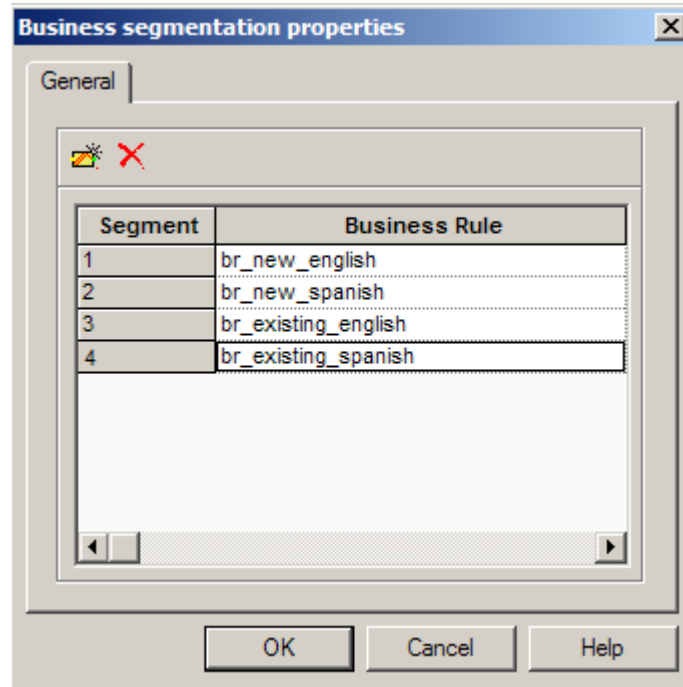 Business segmentation properties
General
Segment Business Rule
1 br_new_english
2 br_new_spanish
3 br_existing_english
4 br_existing_spanish
OK Cancel Help